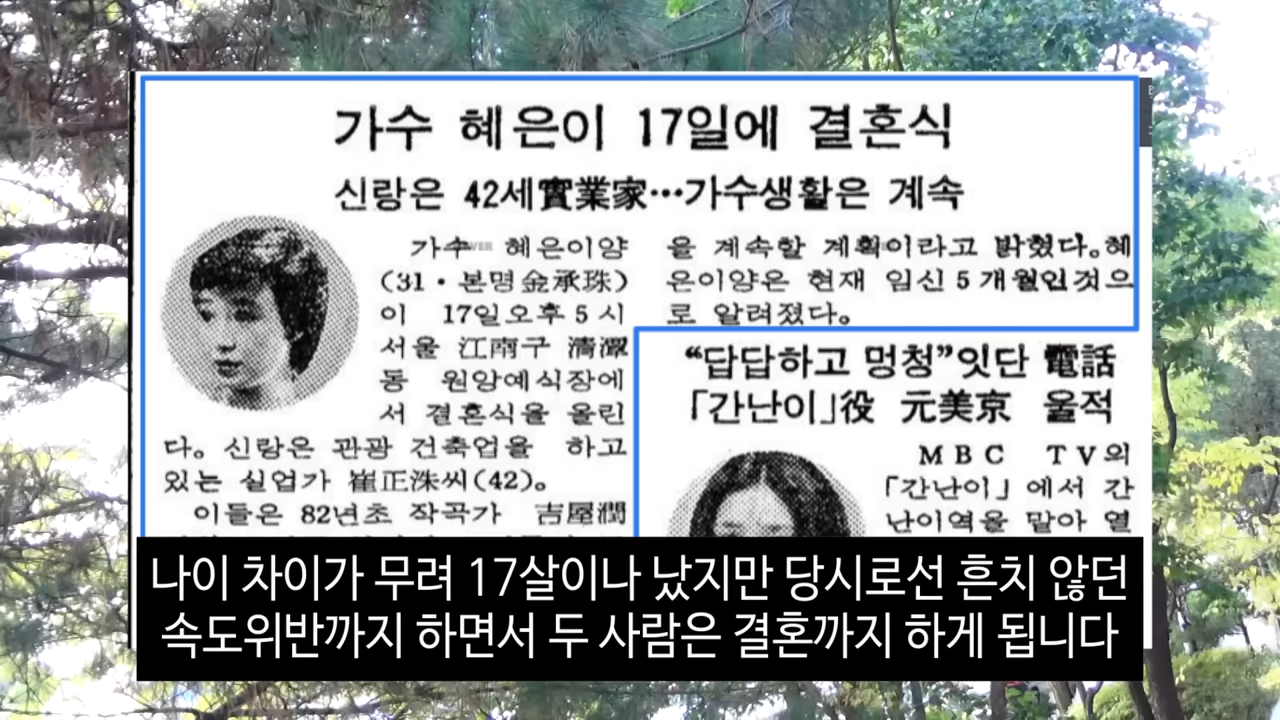 가수 혜은이 17일에 결혼식
신랑은 42세實業家…가수생활은 계속
가수 혜은이양
(31·본명金承珠)
이 17일오후 5시
서울 江南구 清潭
동 원앙예식장에
서 결혼식을 올린
다。신랑은 관광 건축업을 하고
있는 실업가 崔正洙씨(42)。
이들은 82년초 작곡가 吉屋潤
을 계속할 계획이라고 밝혔다。혜
은이양은 현재 임신 5개월인것으
로 알려졌다。
“답답하고 멍청”잇단 電話
「간난이」役 元美京 울적
MBC TV의
「간난이」에서 간
난이역을 맡아 열
나이 차이가 무려 17살이나 났지만 당시로선 흔치 않던
속도위반까지 하면서 두 사람은 결혼까지 하게 됩니다